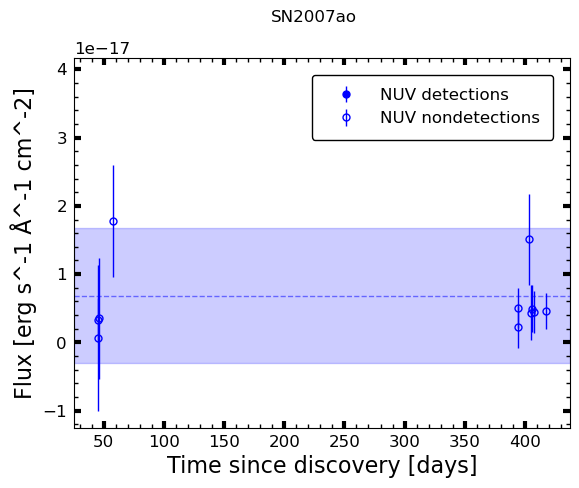 SN2007ao
1e−17
4
3
2
1
0
−1
Flux [erg s^-1 Å^-1 cm^-2]
NUV detections
NUV nondetections
50 100 150 200 250 300 350 400
Time since discovery [days]